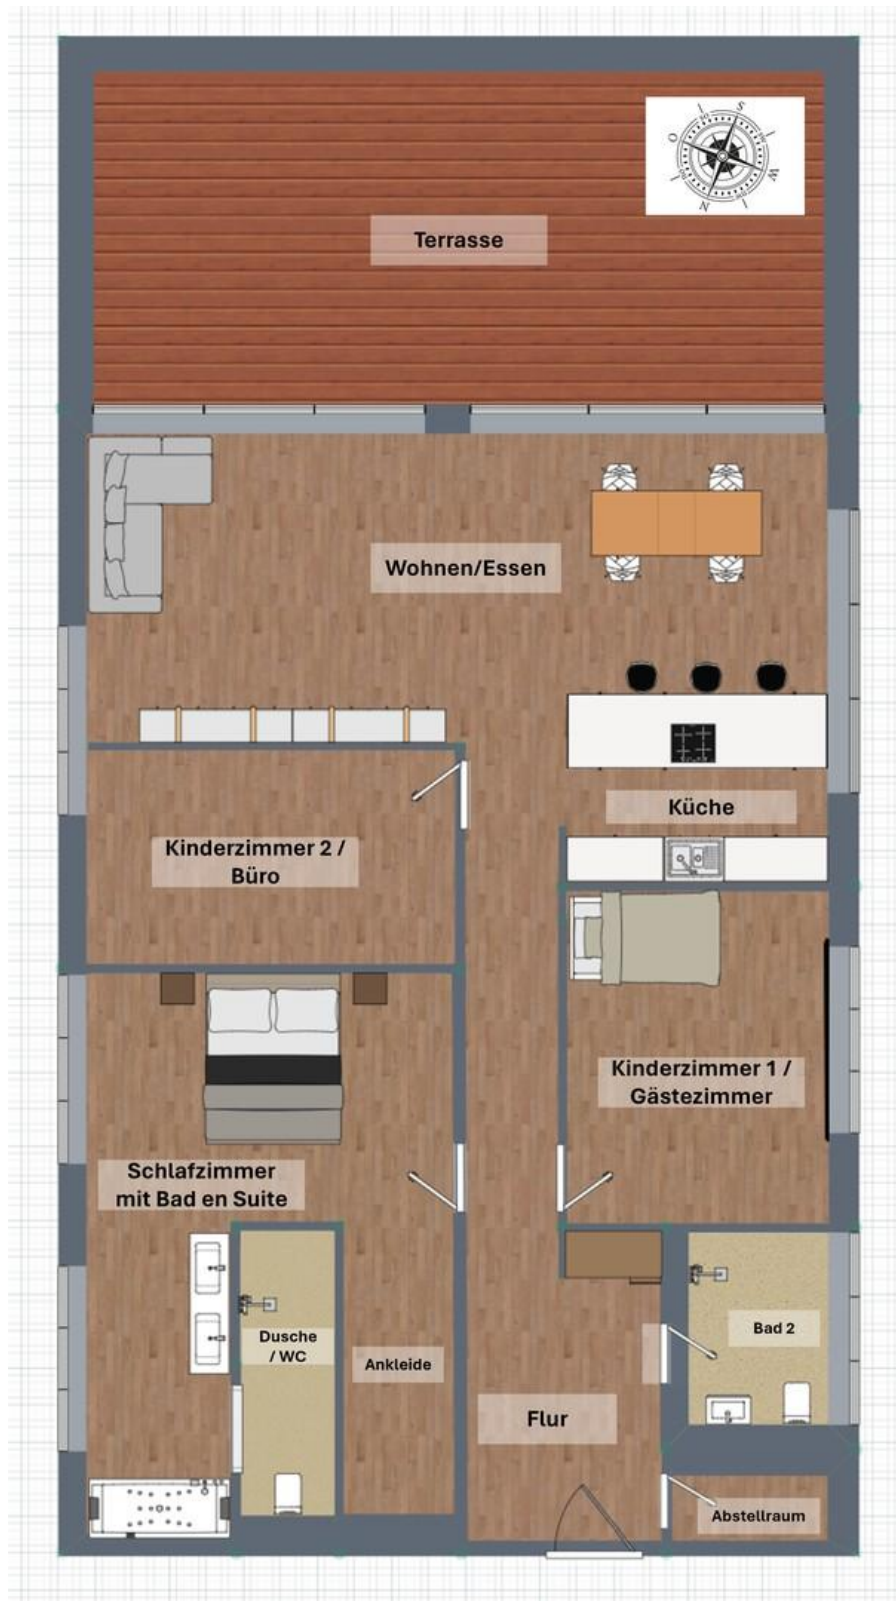 S
O
W
N
Terrasse
Wohnen/Essen
Küche
Kinderzimmer 2 /
Büro
Kinderzimmer 1 /
Gästezimmer
Schlafzimmer
mit Bad en Suite
Dusche
/ WC
Ankleide
Bad 2
Flur
Abstellraum